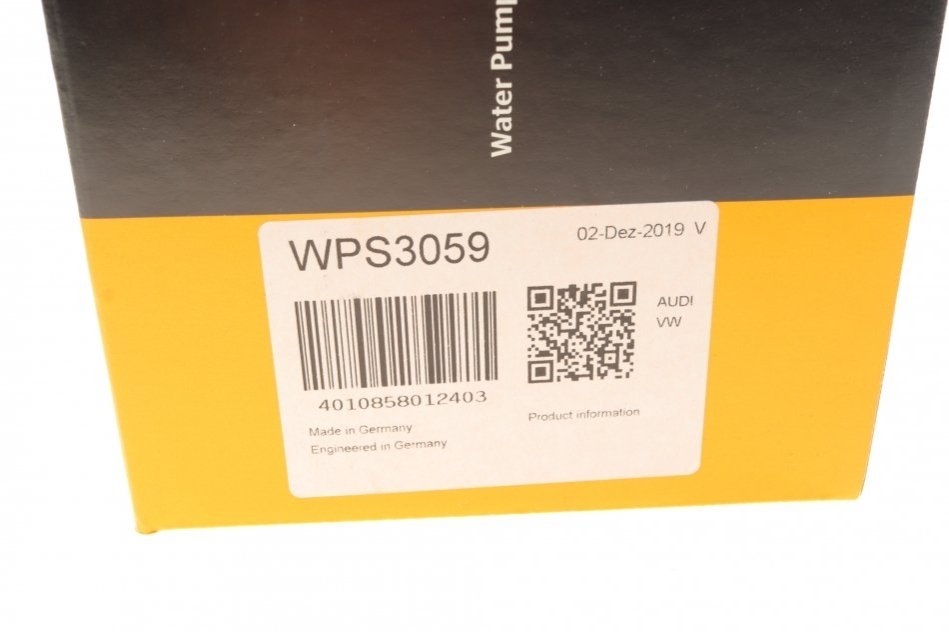 Water Pump
WPS3059
02-Dez-2019 V
AUDI
VW
4010858012403
Product information
Made in Germany
Engineered in Germany